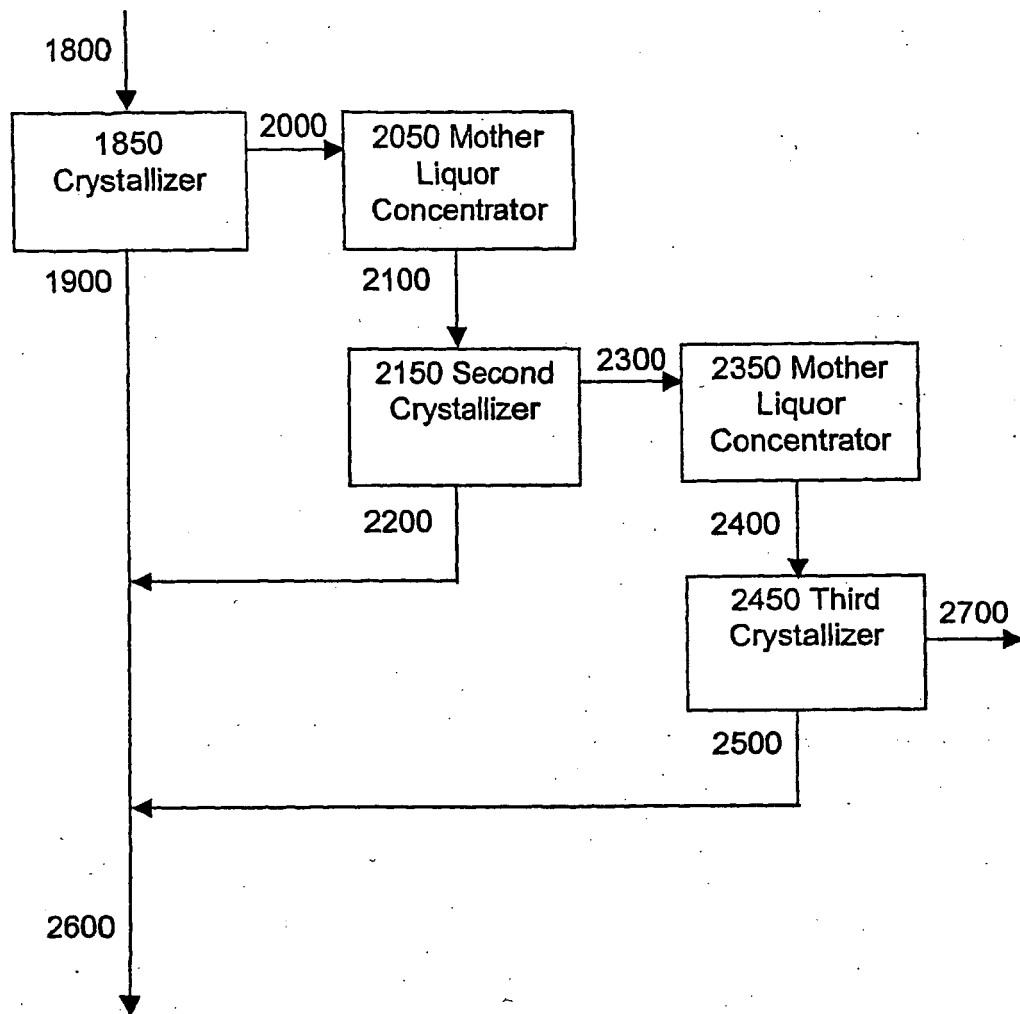 1800
1850
Crystallizer
2000
2050 Mother
Liquor
Concentrator
1900
2100
2150 Second
Crystallizer
2300
2350 Mother
Liquor
Concentrator
2200
2400
2450 Third
Crystallizer
2700
2500
2600